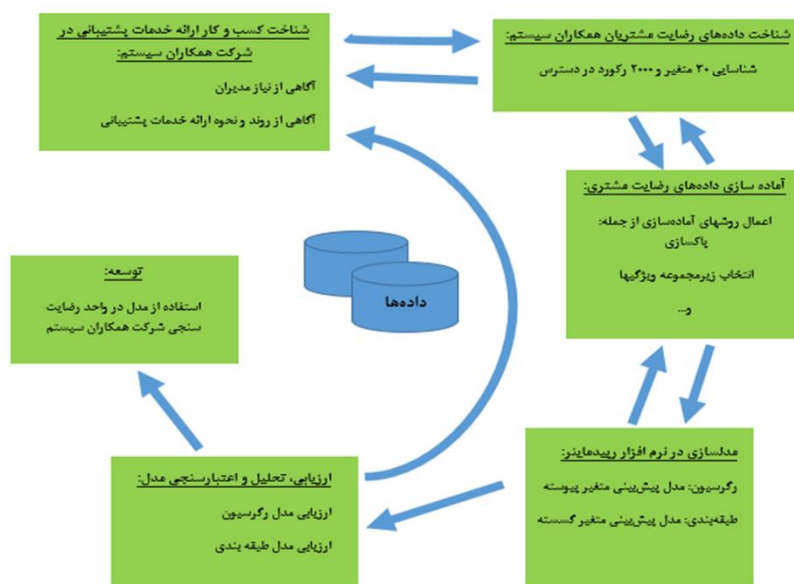 شناخت کسب و کار ارائه خدمات پشتیبانی در
شرکت همکاران سیستم:
آگاهی از نیاز مدیران
آگاهی از روند و نحوه ارائه خدمات پشتیبانی
شناخت داده‌های رضایت مشتریان همکاران سیستم:
شناسایی ۳۰ متغیر و ۲۰۰۰ رکورد در دسترس
آماده سازی داده‌های رضایت مشتری:
اعمال روشهای آماده‌سازی از جمله:
پاکسازی
انتخاب زیرمجموعه ویژگیها
و...
مدلسازی در نرم افزار رپیدماینر:
رگرسیون: مدل پیش‌بینی متغیر پیوسته
طبقه‌بندی: مدل پیش‌بینی متغیر گسسته
ارزیابی، تحلیل و اعتبارسنجی مدل:
ارزیابی مدل رگرسیون
ارزیابی مدل طبقه بندی
توسعه:
استفاده از مدل در واحد رضایت
سنجی شرکت همکاران سیستم
داده‌ها